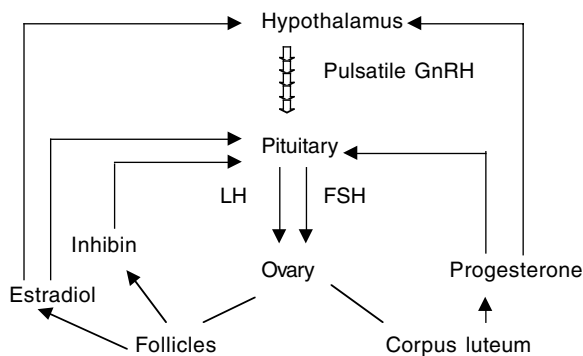 Hypothalamus
Pulsatile GnRH
Pituitary
LH FSH
Inhibin
Ovary
Progesterone
Estradiol
Follicles
Corpus luteum